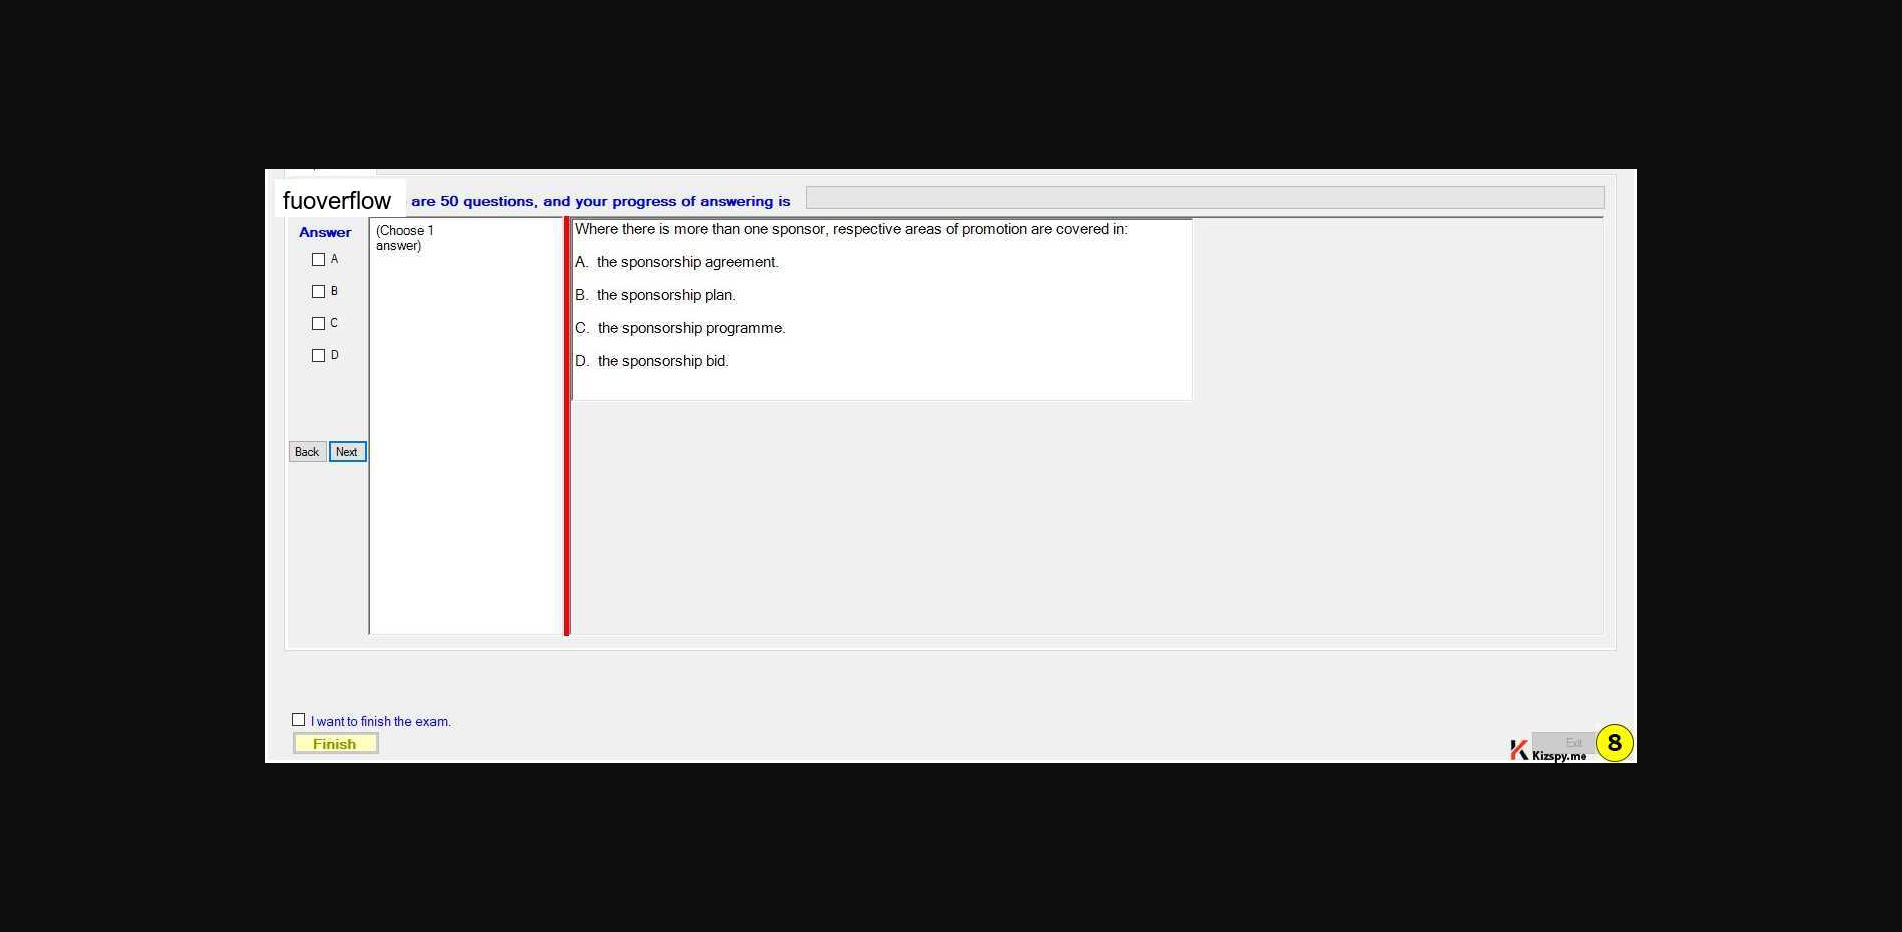 fuoverflow are 50 questions, and your progress of answering is
Answer
A
B
C
D
Back Next
(Choose 1
answer)
Where there is more than one sponsor, respective areas of promotion are covered in:
A. the sponsorship agreement.
B. the sponsorship plan.
C. the sponsorship programme.
D. the sponsorship bid.
I want to finish the exam.
Finish
Exit
Kizspy.me
8